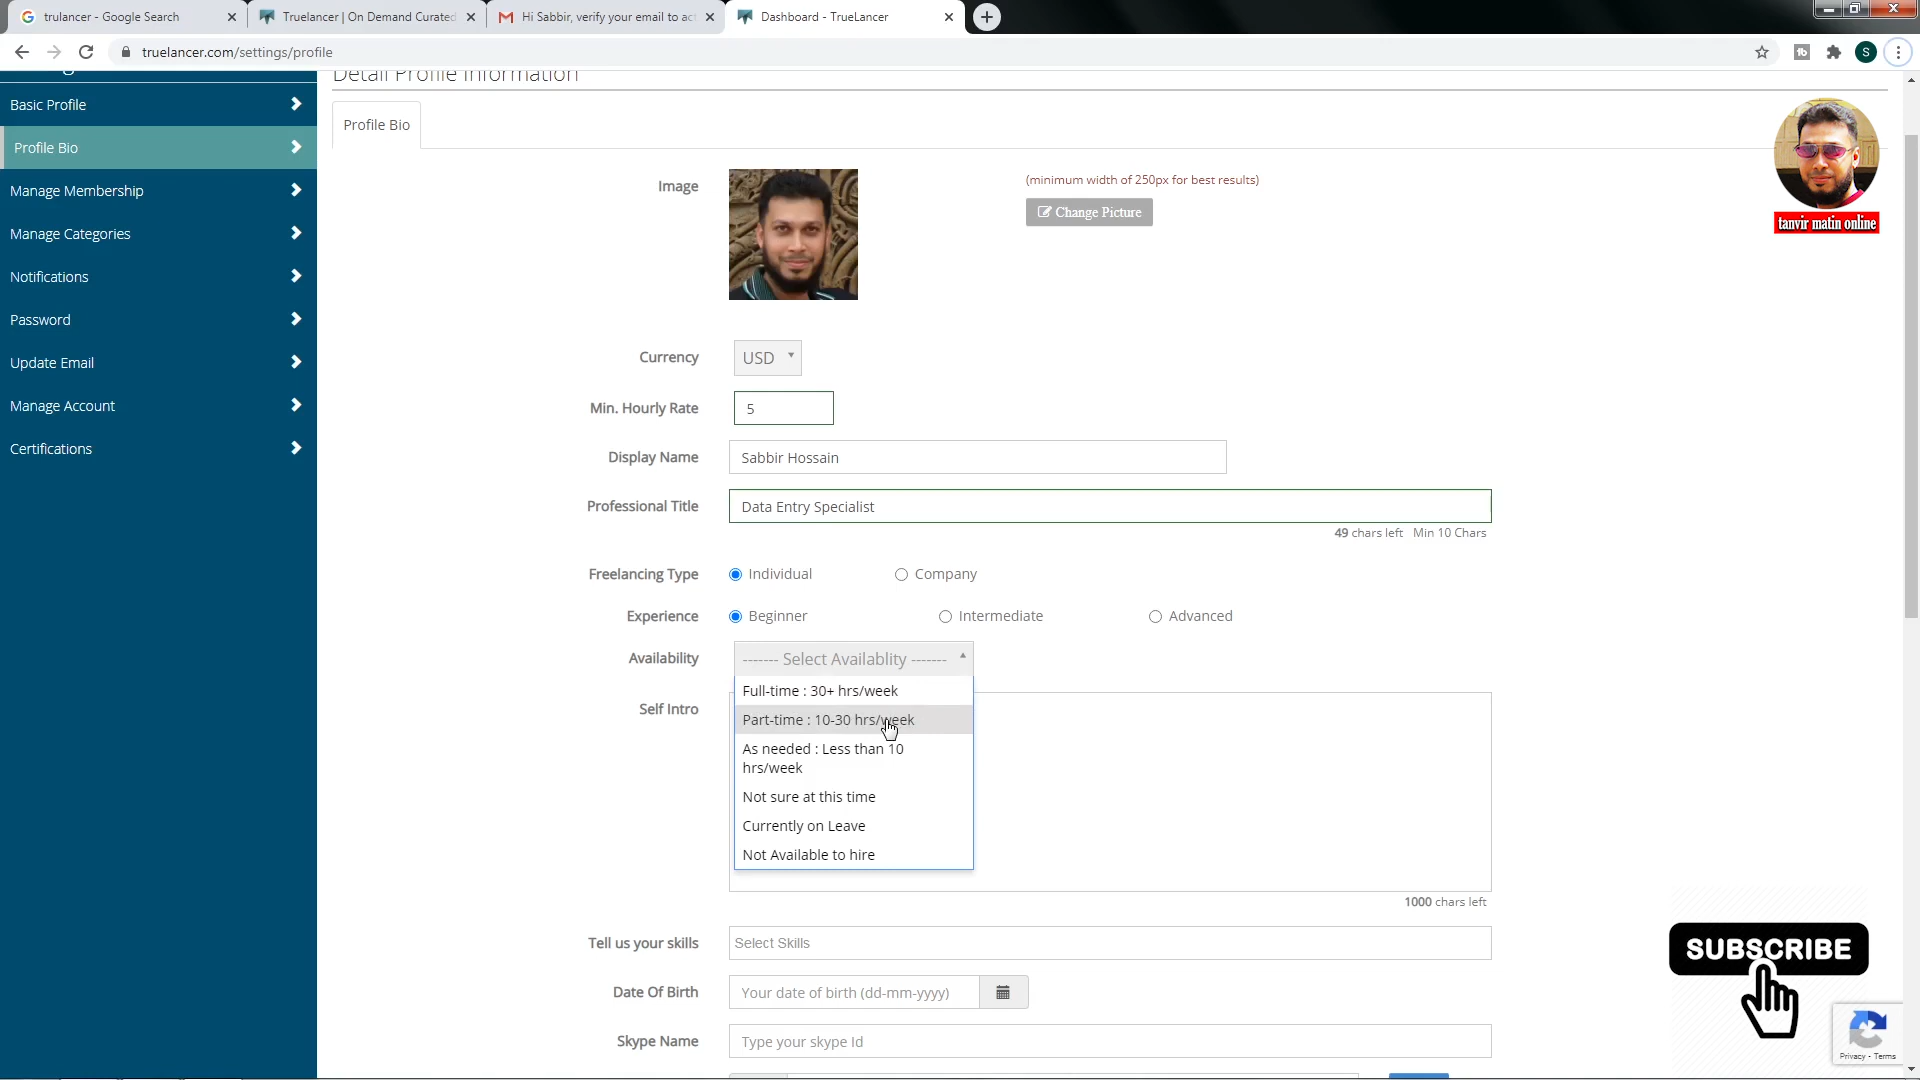 trulancer - Google Search
Truelancer | On Demand Curated
Hi Sabbir, verify your email to act
Dashboard - TrueLancer
truelancer.com/settings/profile
S
Detail Profile Information
Basic Profile
Profile Bio
Manage Membership
Manage Categories
Notifications
Password
Update Email
Manage Account
Certifications
Profile Bio
Image
(minimum width of 250px for best results)
Change Picture
tanvir matin online
Currency
USD
Min. Hourly Rate
5
Display Name
Sabbir Hossain
Professional Title
Data Entry Specialist
49 chars left Min 10 Chars
Freelancing Type
Individual
Company
Experience
Beginner
Intermediate
Advanced
Availability
------- Select Availablity -------
Full-time : 30+ hrs/week
Part-time : 10-30 hrs/week
As needed : Less than 10
hrs/week
Not sure at this time
Currently on Leave
Not Available to hire
Self Intro
1000 chars left
Tell us your skills
Select Skills
Date Of Birth
Your date of birth (dd-mm-yyyy)
Skype Name
Type your skype Id
SUBSCRIBE
Privacy - Terms